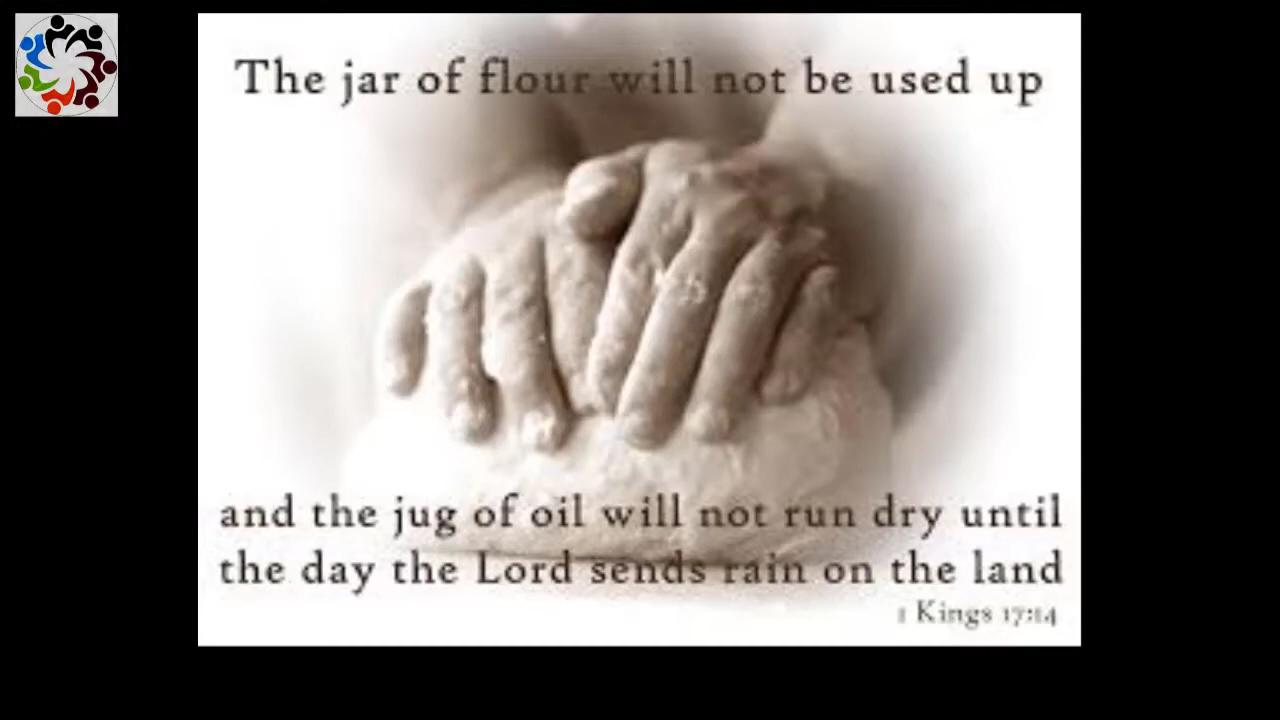 The jar of flour will not be used up
and the jug of oil will not run dry until
the day the Lord sends rain on the land
1 Kings 17:14